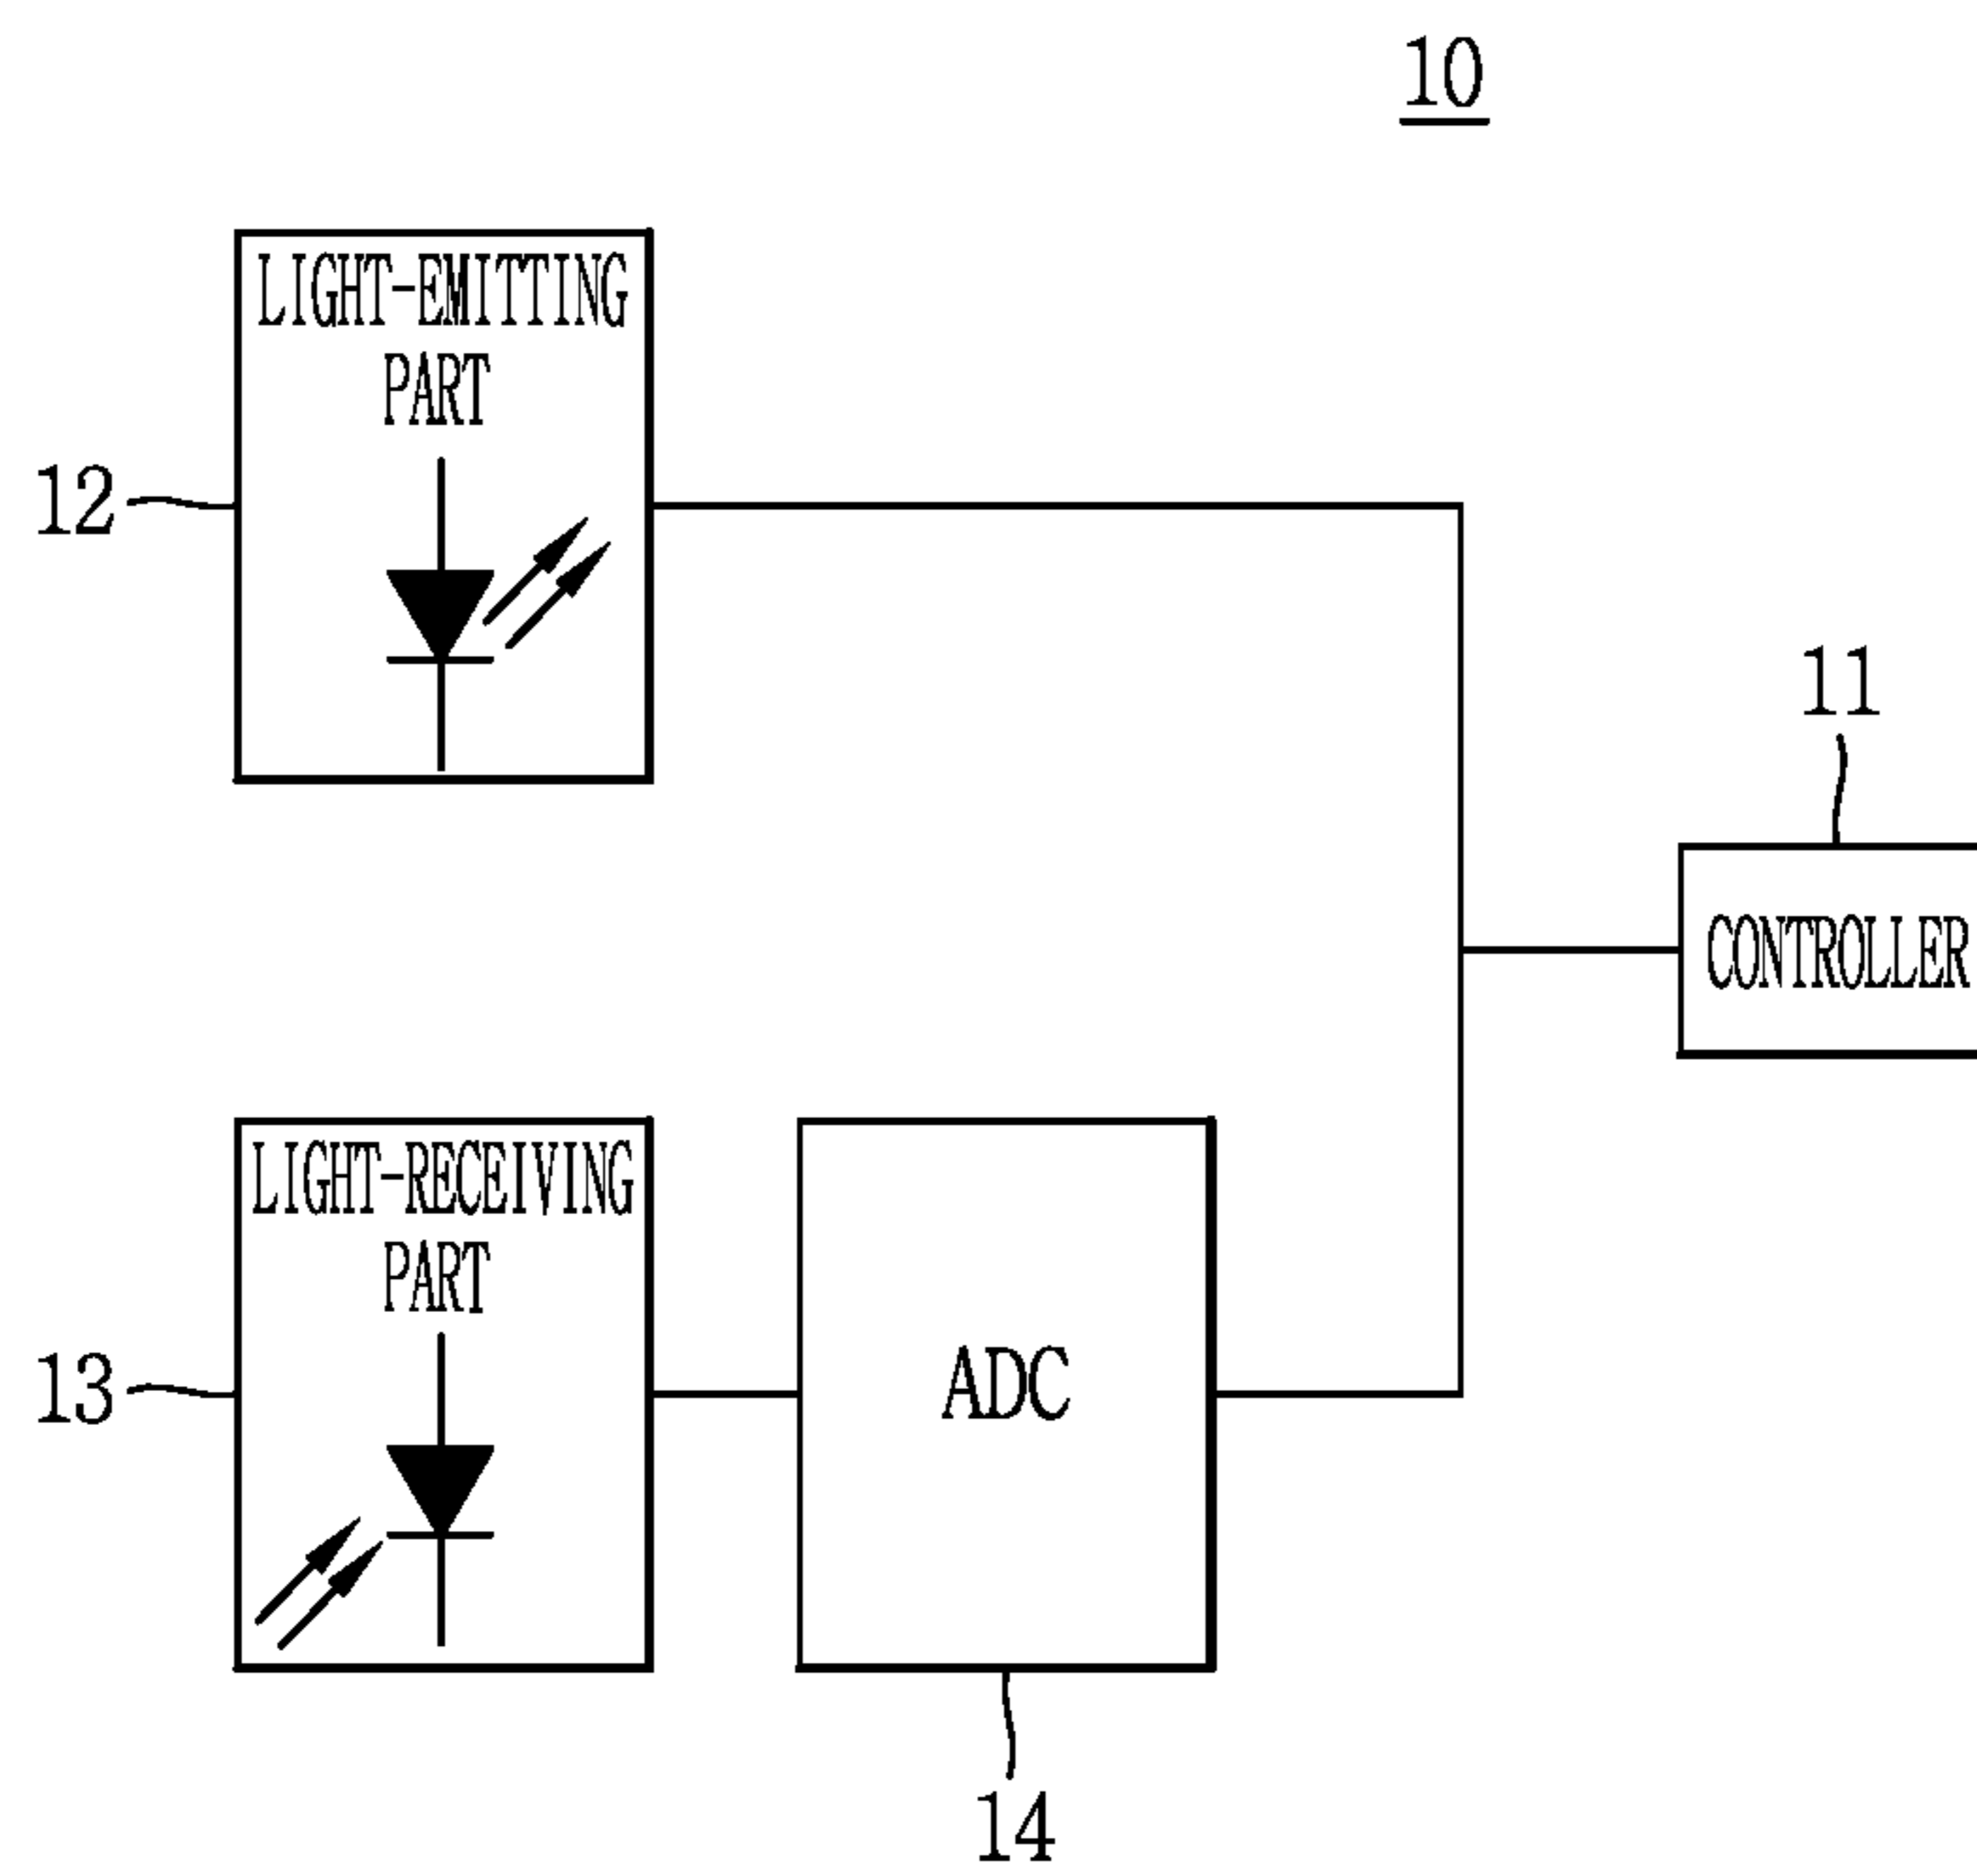 10
LIGHT-EMITTING
PART
12
11
CONTROLLER
LIGHT-RECEIVING
PART
13
ADC
14